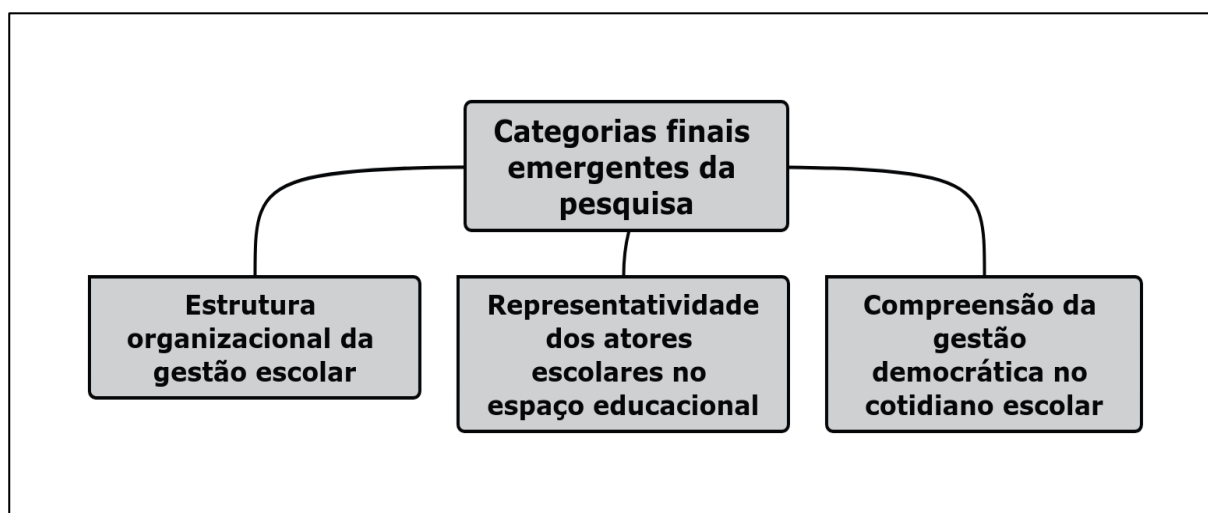 Categorias finais
emergentes da
pesquisa
Estrutura
organizacional da
gestão escolar
Representatividade
dos atores
escolares no
espaço educacional
Compreensão da
gestão
democrática no
cotidiano escolar